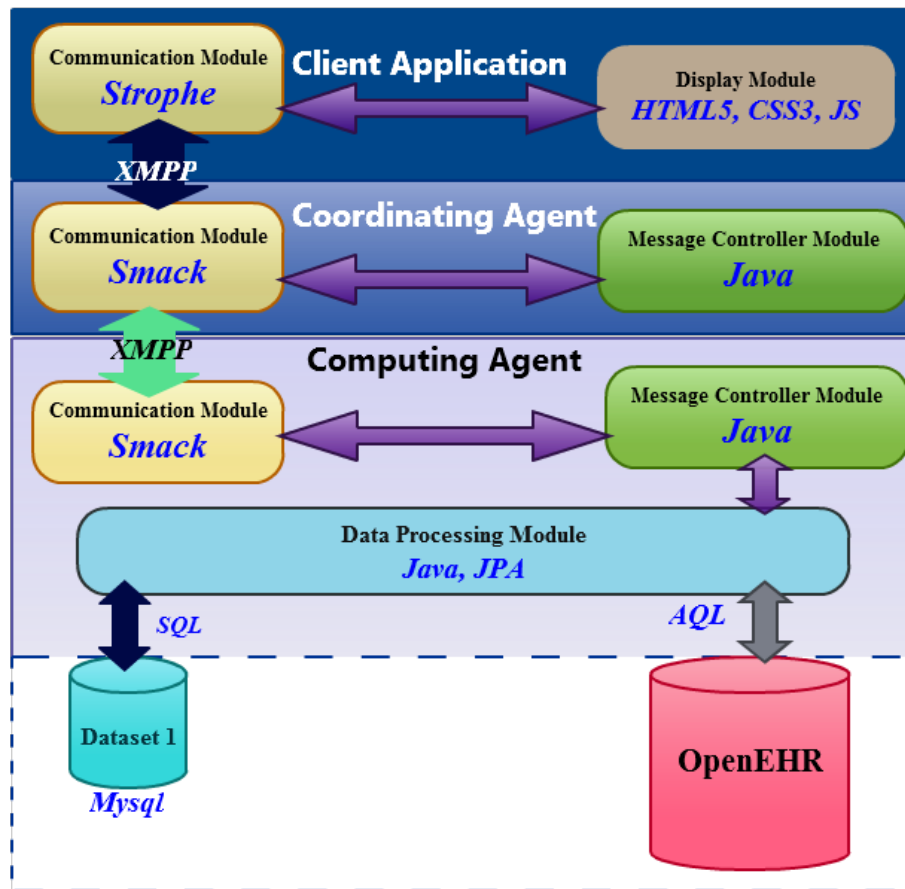 Communication Module
Strophe
Client Application
Display Module
HTML5, CSS3, JS
XMPP
Communication Module
Smack
Coordinating Agent
Message Controller Module
Java
XMPP
Computing Agent
Communication Module
Smack
Message Controller Module
Java
Data Processing Module
Java, JPA
SQL
AQL
Dataset 1
Mysql
OpenEHR